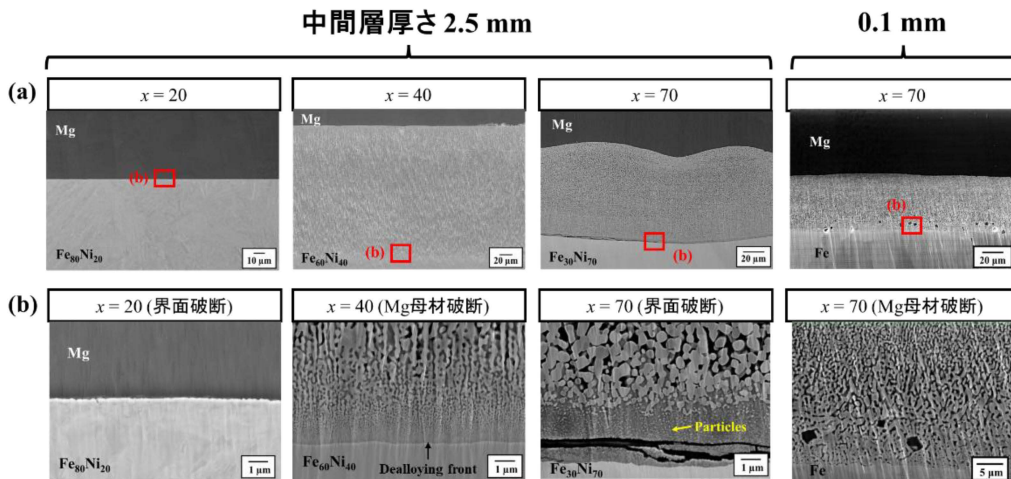 中間層厚さ 2.5 mm
0.1 mm
(a)
x = 20
x = 40
x = 70
x = 70
Mg
(b)
Fe80Ni20
10 μm
Mg
(b)
Fe60Ni40
20 μm
Mg
(b)
Fe30Ni70
20 μm
Mg
(b)
Fe
20 μm
(b)
x = 20 (界面破断)
x = 40 (Mg母材破断)
x = 70 (界面破断)
x = 70 (Mg母材破断)
Mg
Fe80Ni20
1 μm
Fe60Ni40
Dealloying front
1 μm
Particles
Fe30Ni70
1 μm
Fe
5 μm